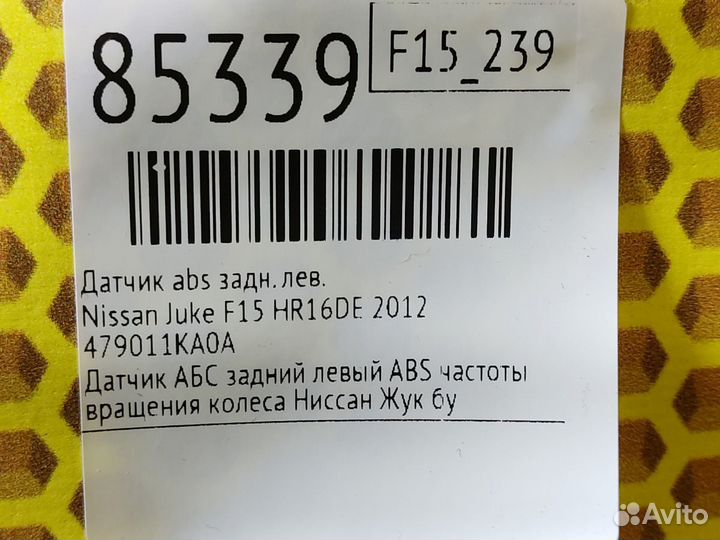 85339
F15_239
Датчик abs задн.лев.
Nissan Juke F15 HR16DE 2012
479011KA0A
Датчик АБС задний левый ABS частоты
вращения колеса Ниссан Жук бу
Avito